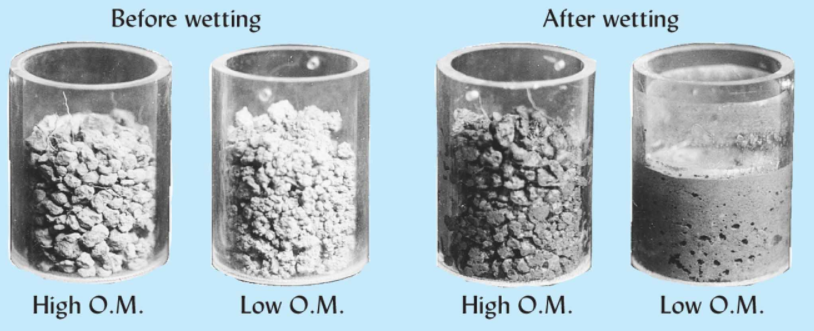 Before wetting
After wetting
High O.M.
Low O.M.
High O.M.
Low O.M.